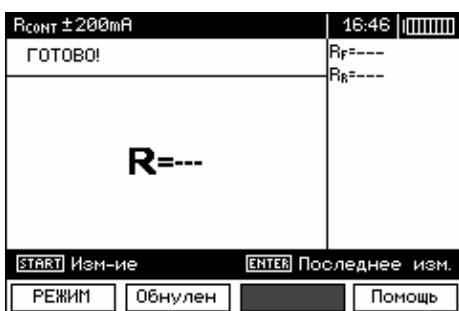 RCONT ±200mA 16:46
ГОТОВО!
RF=---
RR=---
R=---
START Изм-ие ENTER Последнее изм.
РЕЖИМ Обнулен Помощь